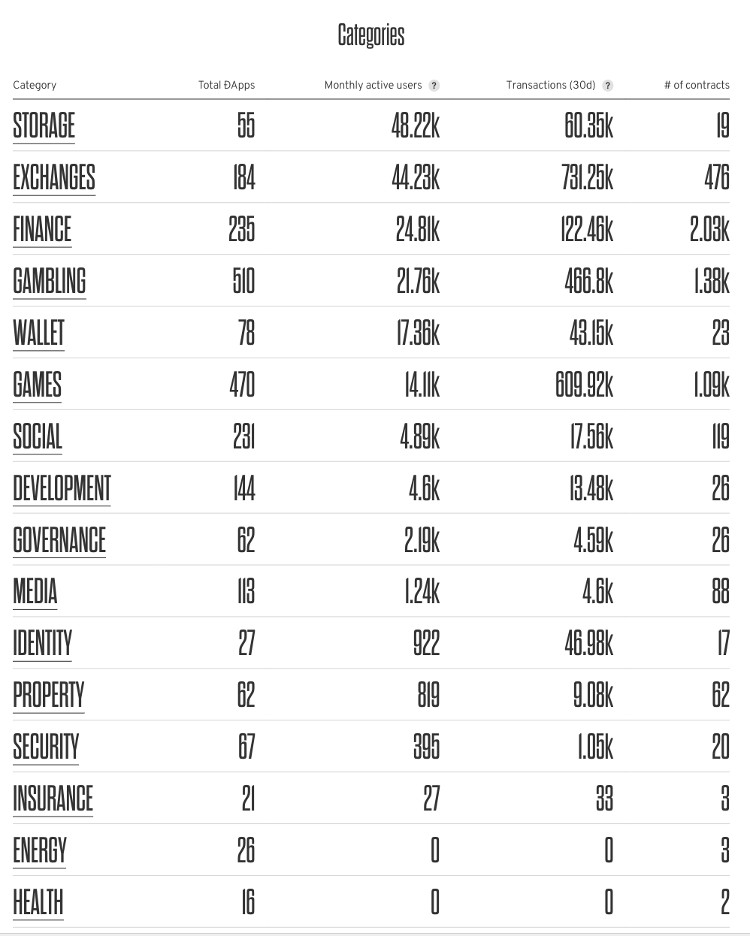 Categories
Category Total ÐApps Monthly active users ? Transactions (30d) ? # of contracts
STORAGE 55 48.22k 60.35k 19
EXCHANGES 184 44.23k 731.25k 476
FINANCE 235 24.81k 122.46k 2.03k
GAMBLING 510 21.76k 466.8k 1.38k
WALLET 78 17.36k 43.15k 23
GAMES 470 14.11k 609.92k 1.09k
SOCIAL 231 4.89k 17.56k 119
DEVELOPMENT 144 4.6k 13.48k 26
GOVERNANCE 62 2.19k 4.59k 26
MEDIA 113 1.24k 4.6k 88
IDENTITY 27 922 46.98k 17
PROPERTY 62 819 9.08k 62
SECURITY 67 395 1.05k 20
INSURANCE 21 27 33 3
ENERGY 26 0 0 3
HEALTH 16 0 0 2